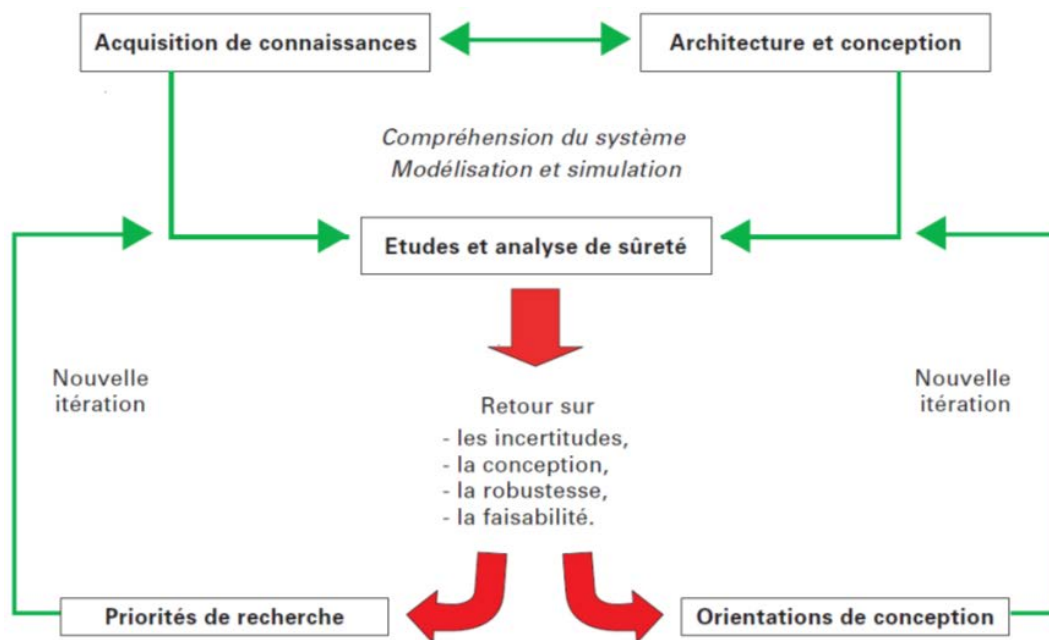 Acquisition de connaissances
Architecture et conception
Compréhension du système
Modélisation et simulation
Etudes et analyse de sûreté
Nouvelle
itération
Nouvelle
itération
Retour sur
- les incertitudes,
- la conception,
- la robustesse,
- la faisabilité.
Priorités de recherche
Orientations de conception